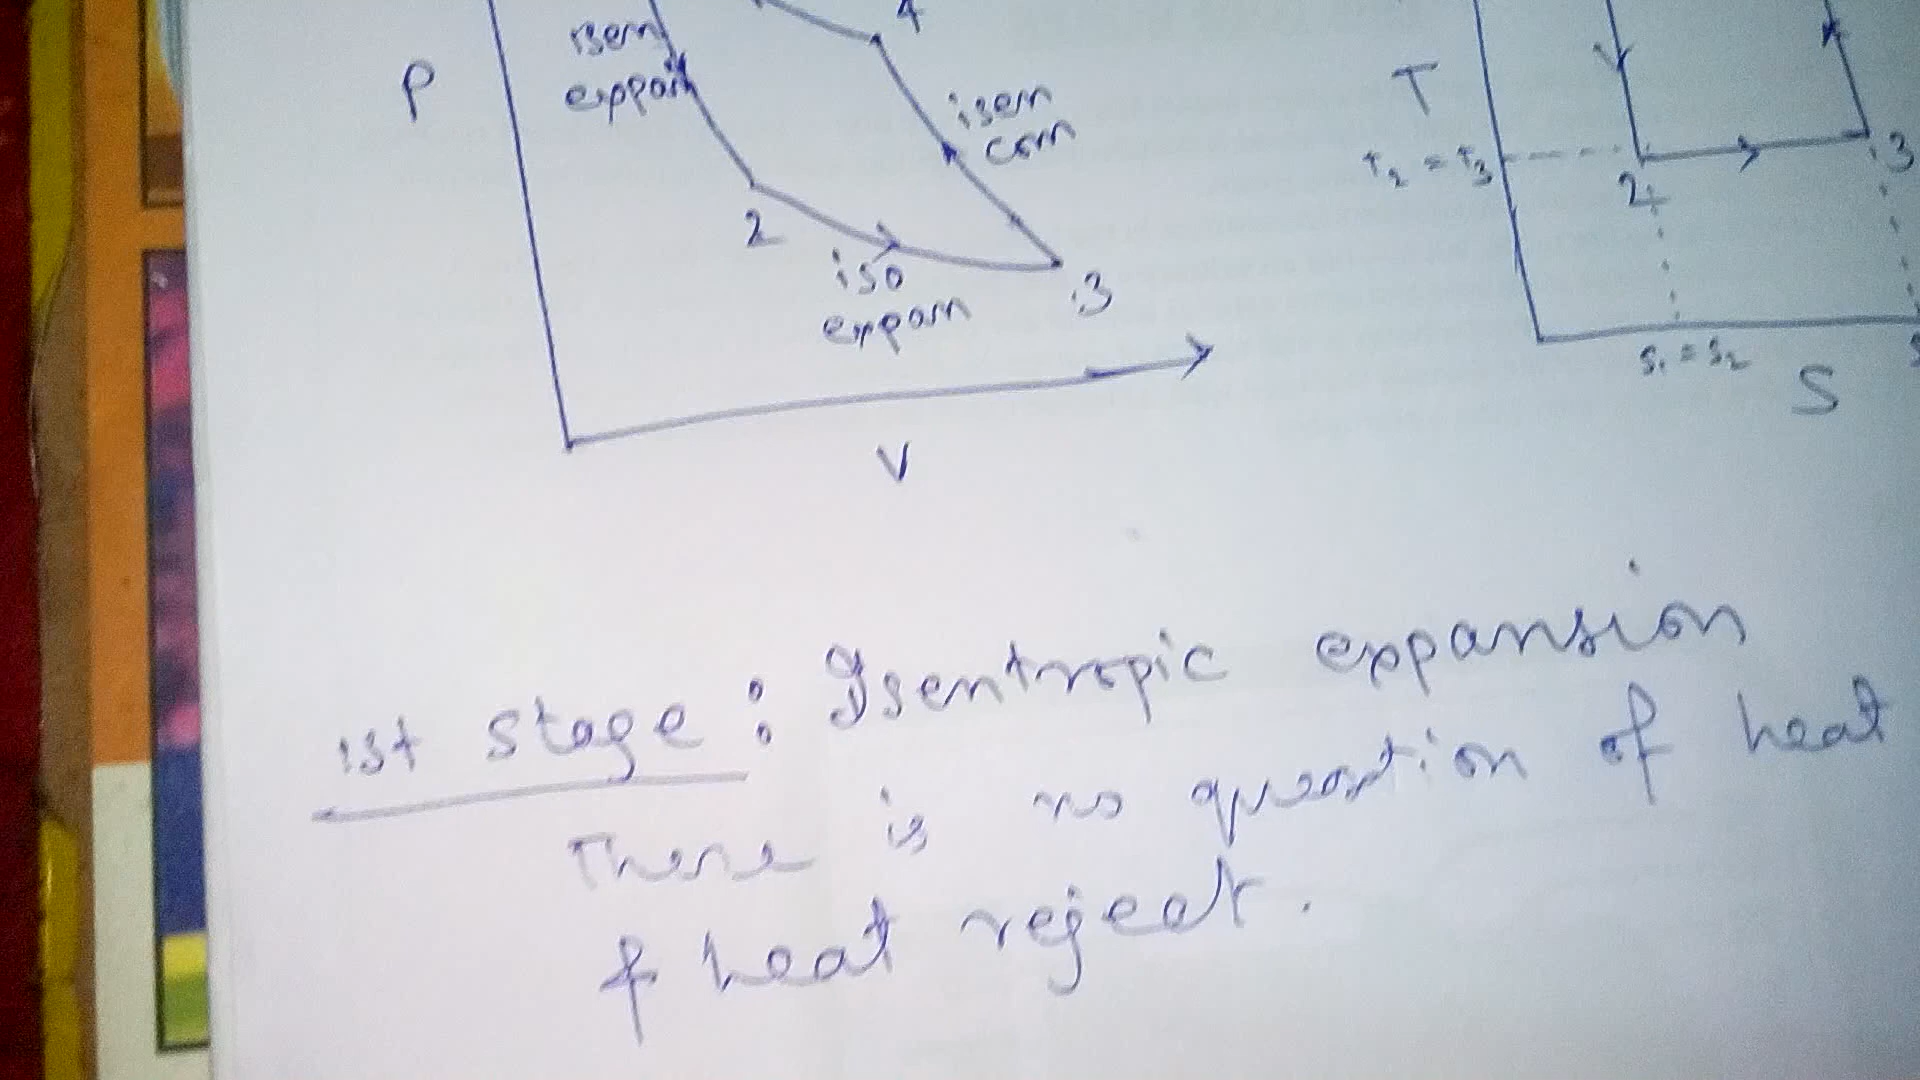 4
isen
expan
P
isen
com
2
iso
expan
3
V
T
T2 = T3
2
3
S1 = S2
S
1st stage : Isentropic expansion
There is no question of heat
& heat reject.